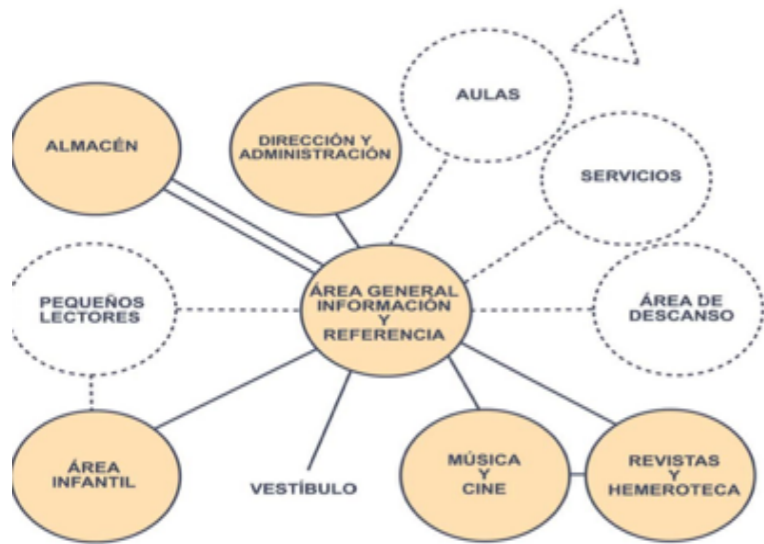 AULAS
ALMACÉN
DIRECCIÓN Y
ADMINISTRACIÓN
SERVICIOS
PEQUEÑOS
LECTORES
ÁREA GENERAL
INFORMACIÓN
Y
REFERENCIA
ÁREA DE
DESCANSO
ÁREA
INFANTIL
VESTÍBULO
MÚSICA
Y
CINE
REVISTAS
Y
HEMEROTECA